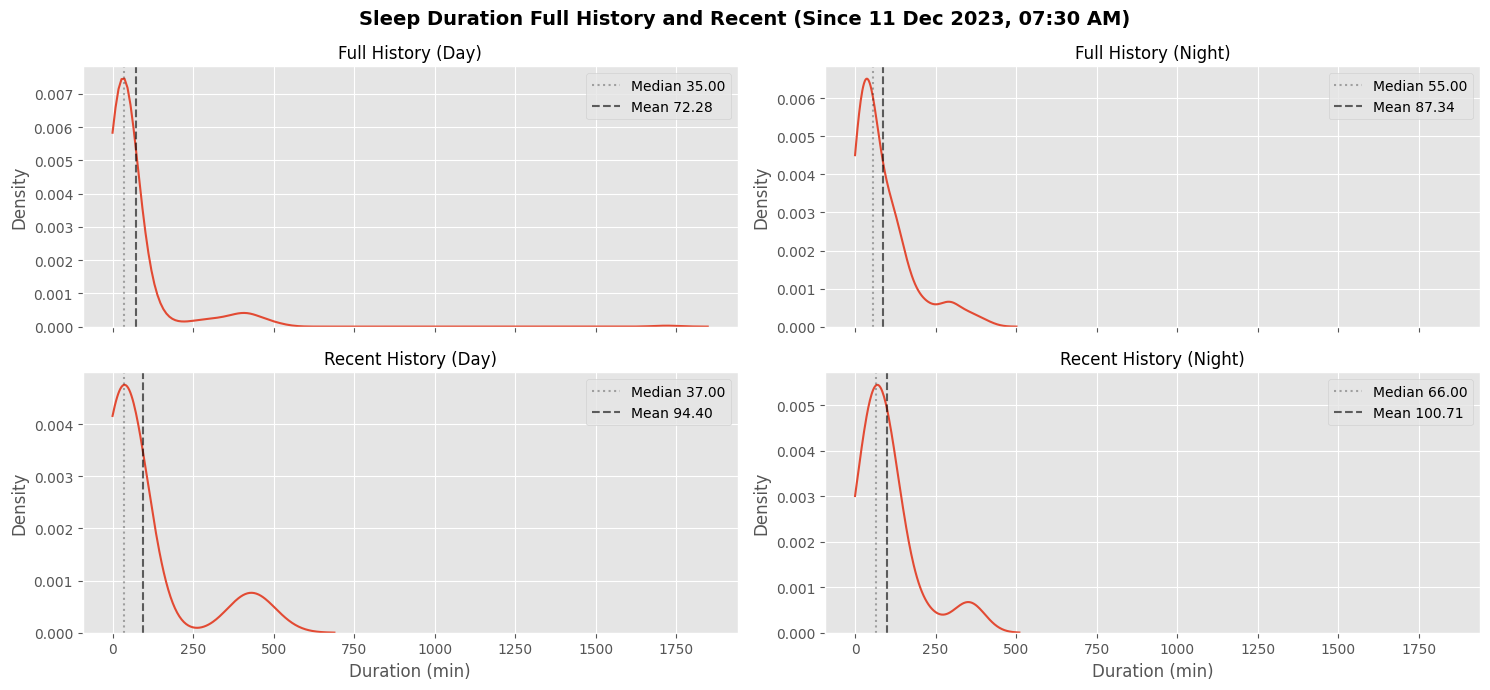 Sleep Duration Full History and Recent (Since 11 Dec 2023, 07:30 AM)
Full History (Day)
Median 35.00
Mean 72.28
0.007
0.006
0.005
0.004
0.003
0.002
0.001
0.000
Density
Full History (Night)
Median 55.00
Mean 87.34
0.006
0.005
0.004
0.003
0.002
0.001
0.000
Density
Recent History (Day)
Median 37.00
Mean 94.40
0.004
0.003
0.002
0.001
0.000
Density
0 250 500 750 1000 1250 1500 1750
Duration (min)
Recent History (Night)
Median 66.00
Mean 100.71
0.005
0.004
0.003
0.002
0.001
0.000
Density
0 250 500 750 1000 1250 1500 1750
Duration (min)